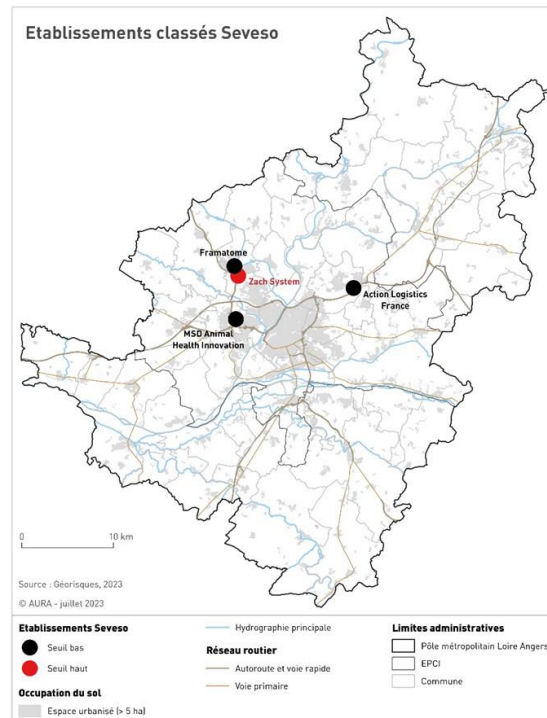 Etablissements classés Seveso
Framatome
Zach System
Action Logistics
France
MSD Animal
Health Innovation
0 10 km
Source : Géorisques, 2023
© AURA - juillet 2023
Etablissements Seveso
Seuil bas
Seuil haut
Occupation du sol
Espace urbanisé (> 5 ha)
Hydrographie principale
Réseau routier
Autoroute et voie rapide
Voie primaire
Limites administratives
Pôle métropolitain Loire Angers
EPCI
Commune